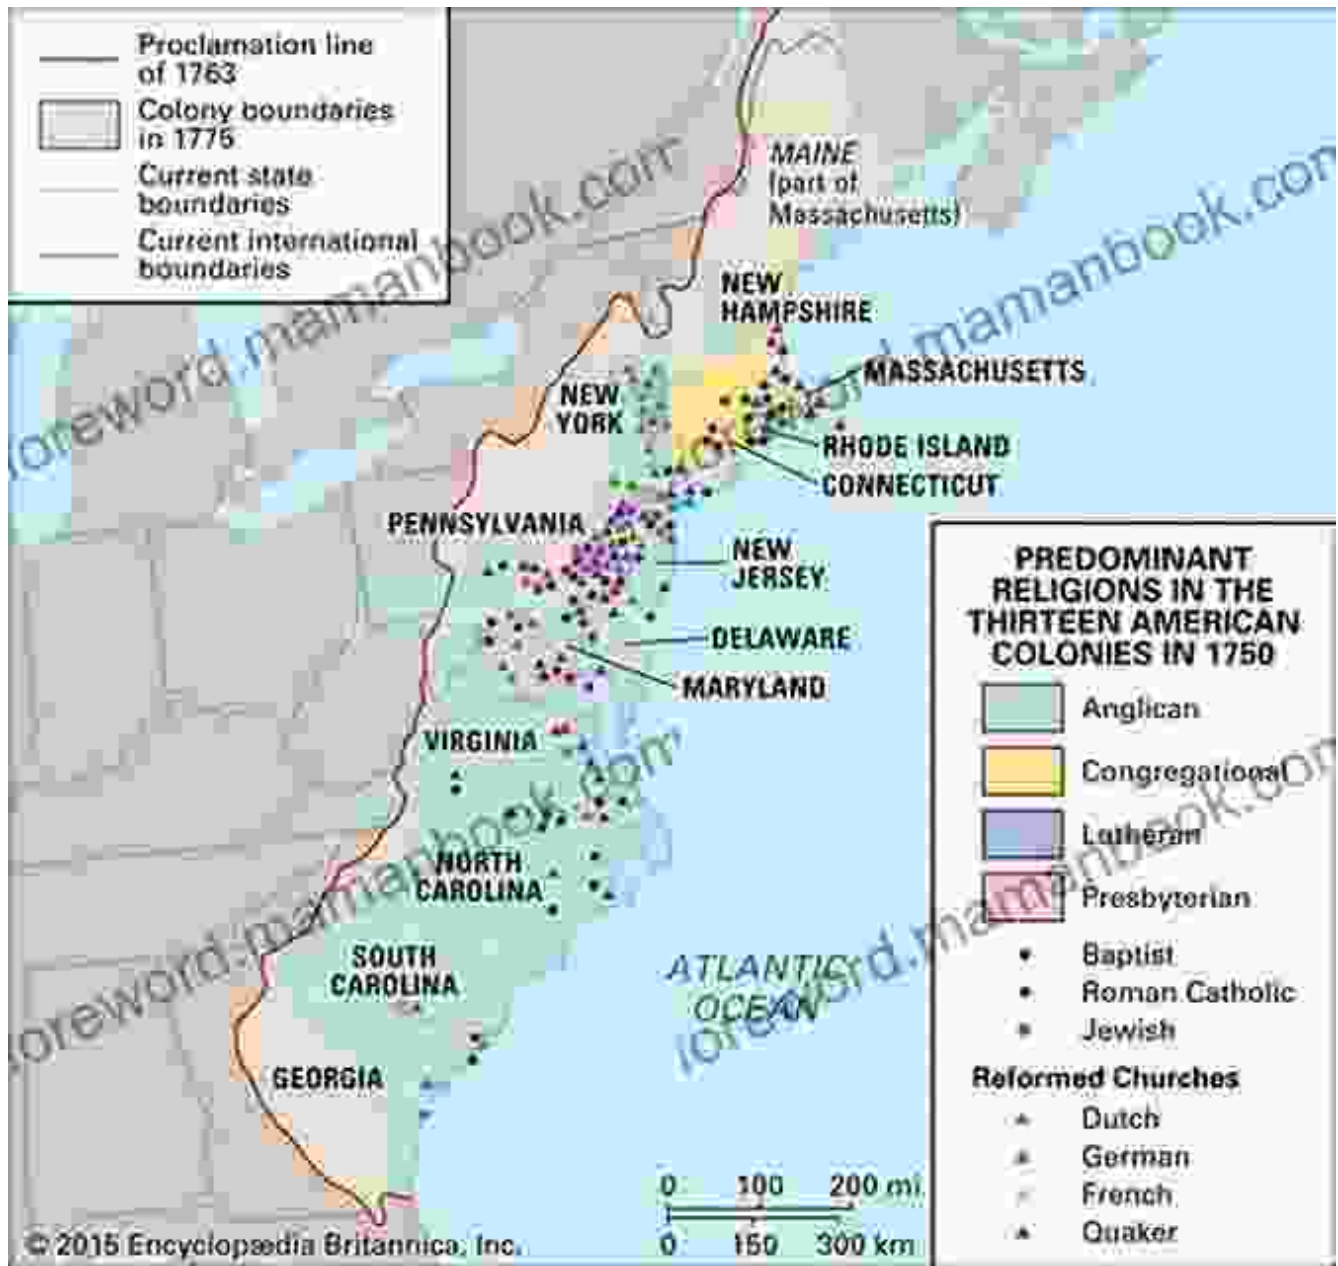 Proclamation line
of 1763
Colony boundaries
in 1775
Current state
boundaries
Current international
boundaries
MAINE
(part of
Massachusetts)
NEW
HAMPSHIRE
MASSACHUSETTS
NEW
YORK
RHODE ISLAND
CONNECTICUT
PENNSYLVANIA
NEW
JERSEY
DELAWARE
MARYLAND
VIRGINIA
NORTH
CAROLINA
SOUTH
CAROLINA
GEORGIA
ATLANTIC
OCEAN
PREDOMINANT
RELIGIONS IN THE
THIRTEEN AMERICAN
COLONIES IN 1750
Anglican
Congregational
Lutheran
Presbyterian
Baptist
Roman Catholic
Jewish
Reformed Churches
Dutch
German
French
Quaker
0 100 200 mi
0 150 300 km
© 2015 Encyclopædia Britannica, Inc.
foreword.mamanbook.com
foreword.mamanbook.com
foreword.mamanbook.com
foreword.mamanbook.com